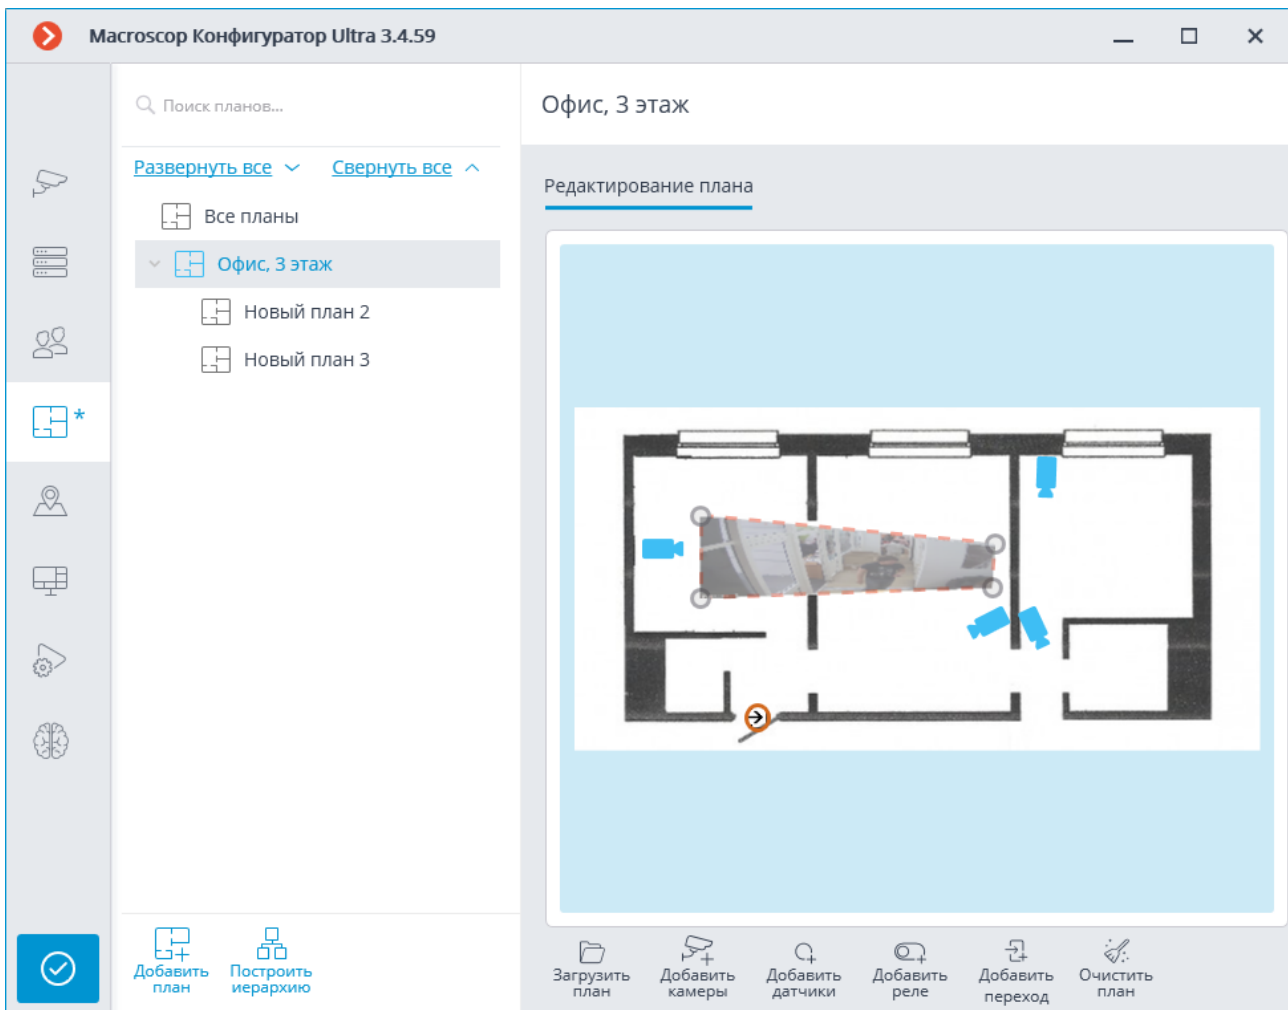 Macroscop Конфигуратор Ultra 3.4.59
Поиск планов...
Развернуть все Свернуть все
Все планы
Офис, 3 этаж
Новый план 2
Новый план 3
Добавить план
Построить иерархию
Офис, 3 этаж
Редактирование плана
Загрузить план
Добавить камеры
Добавить датчики
Добавить реле
Добавить переход
Очистить план